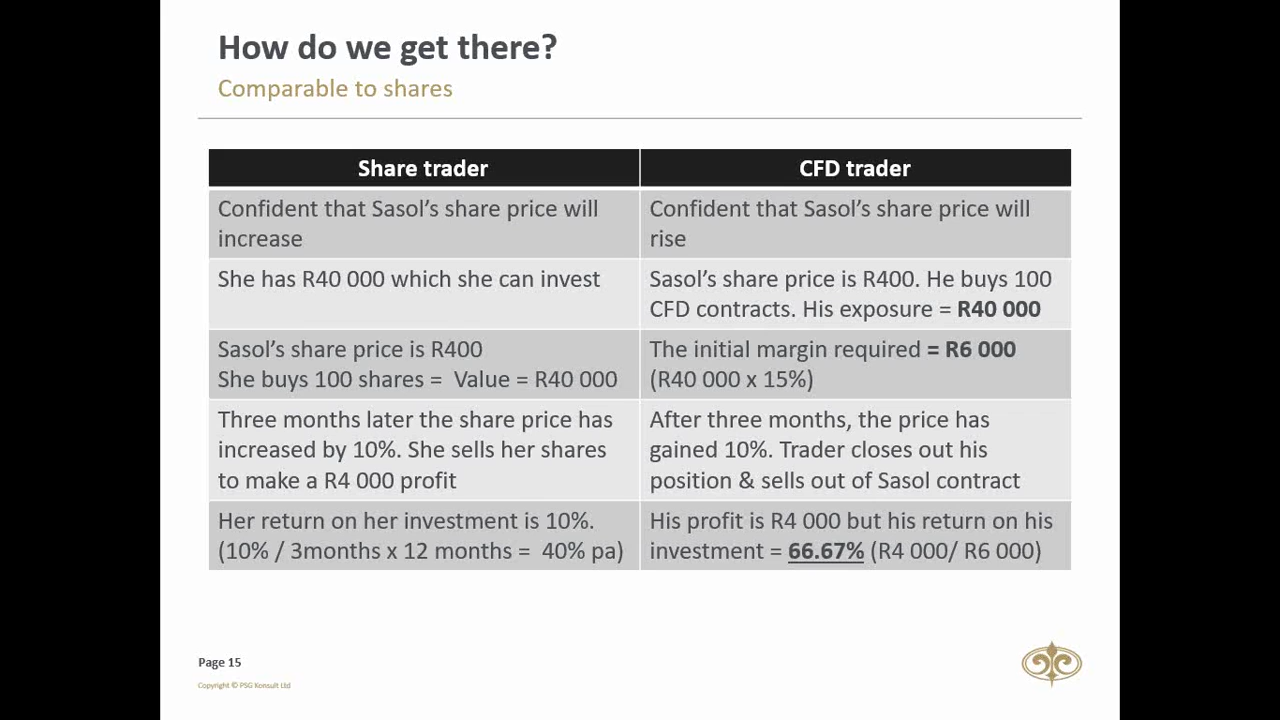 How do we get there?
Comparable to shares
Share trader
CFD trader
Confident that Sasol's share price will
increase
Confident that Sasol's share price will
rise
She has R40 000 which she can invest
Sasol's share price is R400. He buys 100
CFD contracts. His exposure = R40 000
Sasol's share price is R400
She buys 100 shares =  Value = R40 000
The initial margin required = R6 000
(R40 000 x 15%)
Three months later the share price has
increased by 10%. She sells her shares
to make a R4 000 profit
After three months, the price has
gained 10%. Trader closes out his
position & sells out of Sasol contract
Her return on her investment is 10%.
(10% / 3months x 12 months =  40% pa)
His profit is R4 000 but his return on his
investment = 66.67% (R4 000/ R6 000)
Page 15
Copyright © PSG Konsult Ltd